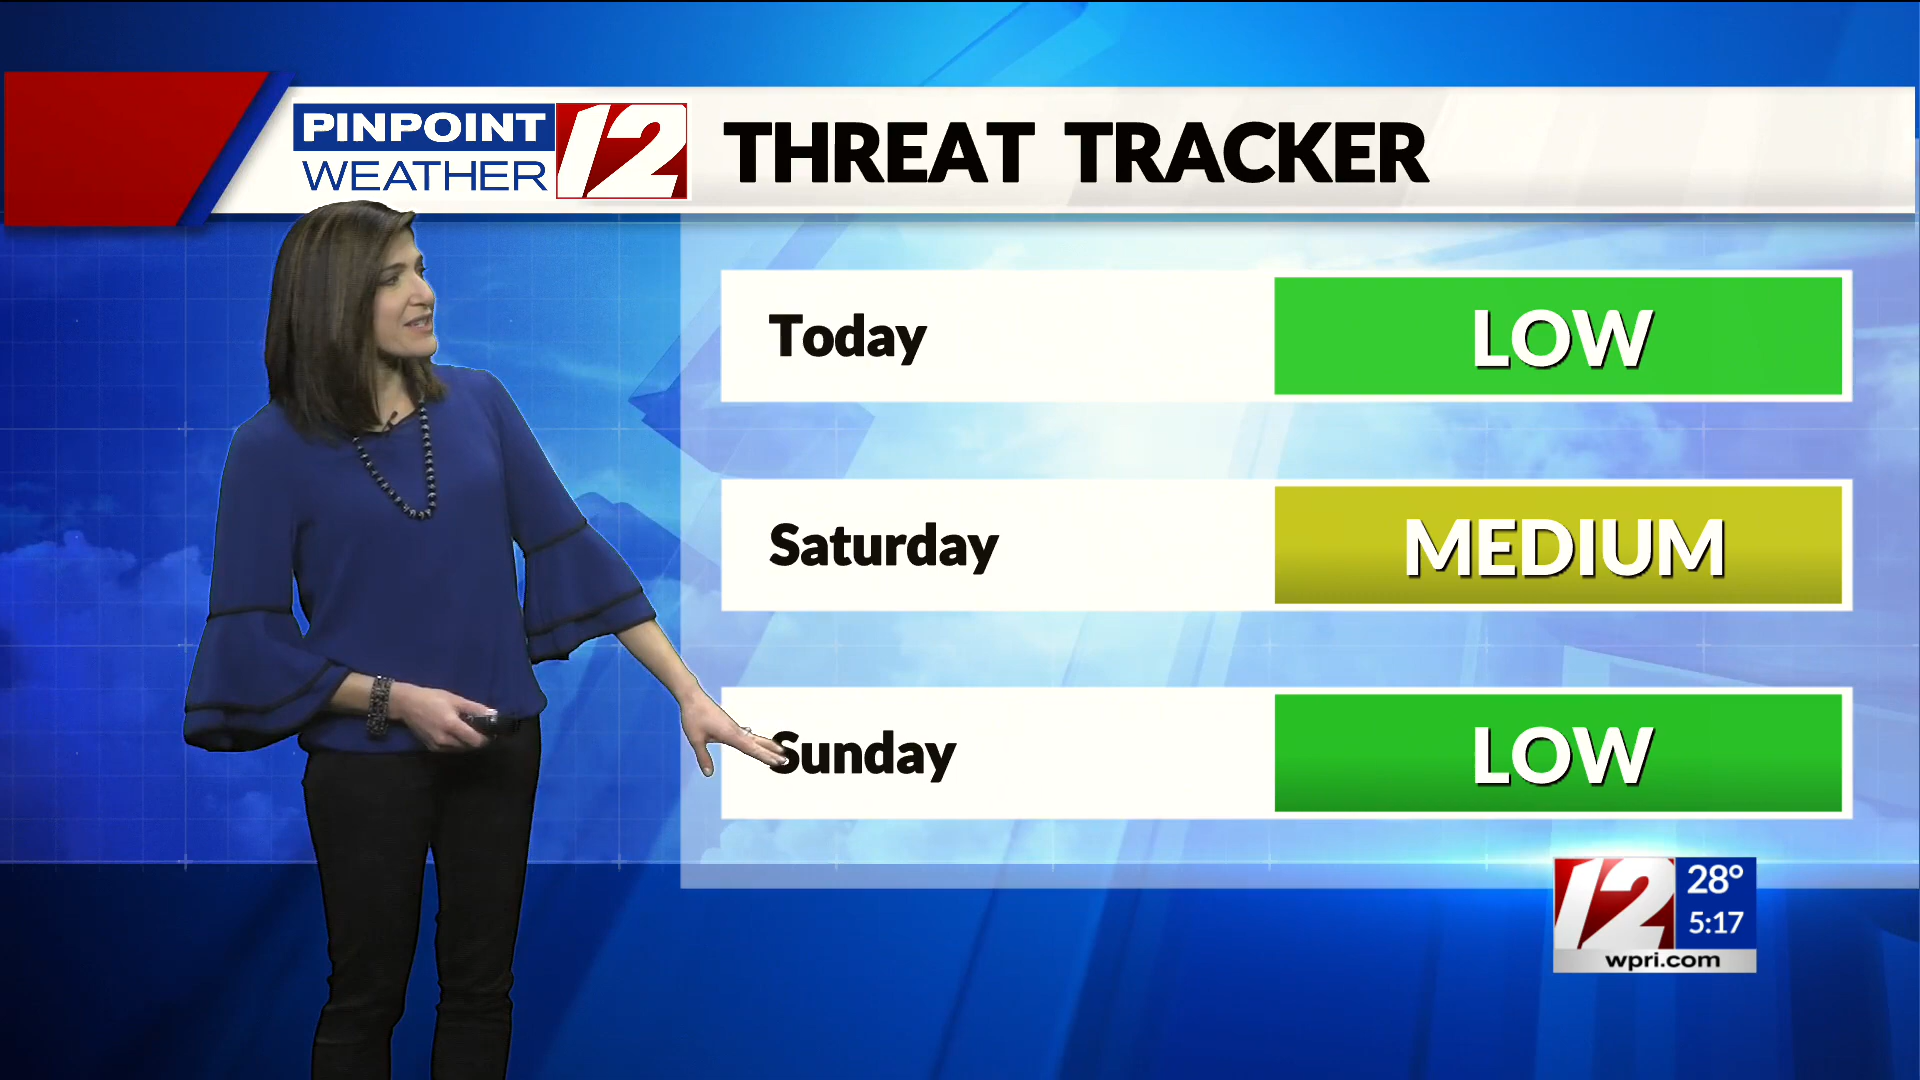 PINPOINT
WEATHER 12
THREAT TRACKER
Today LOW
Saturday MEDIUM
Sunday LOW
12
28°
5:17
wpri.com